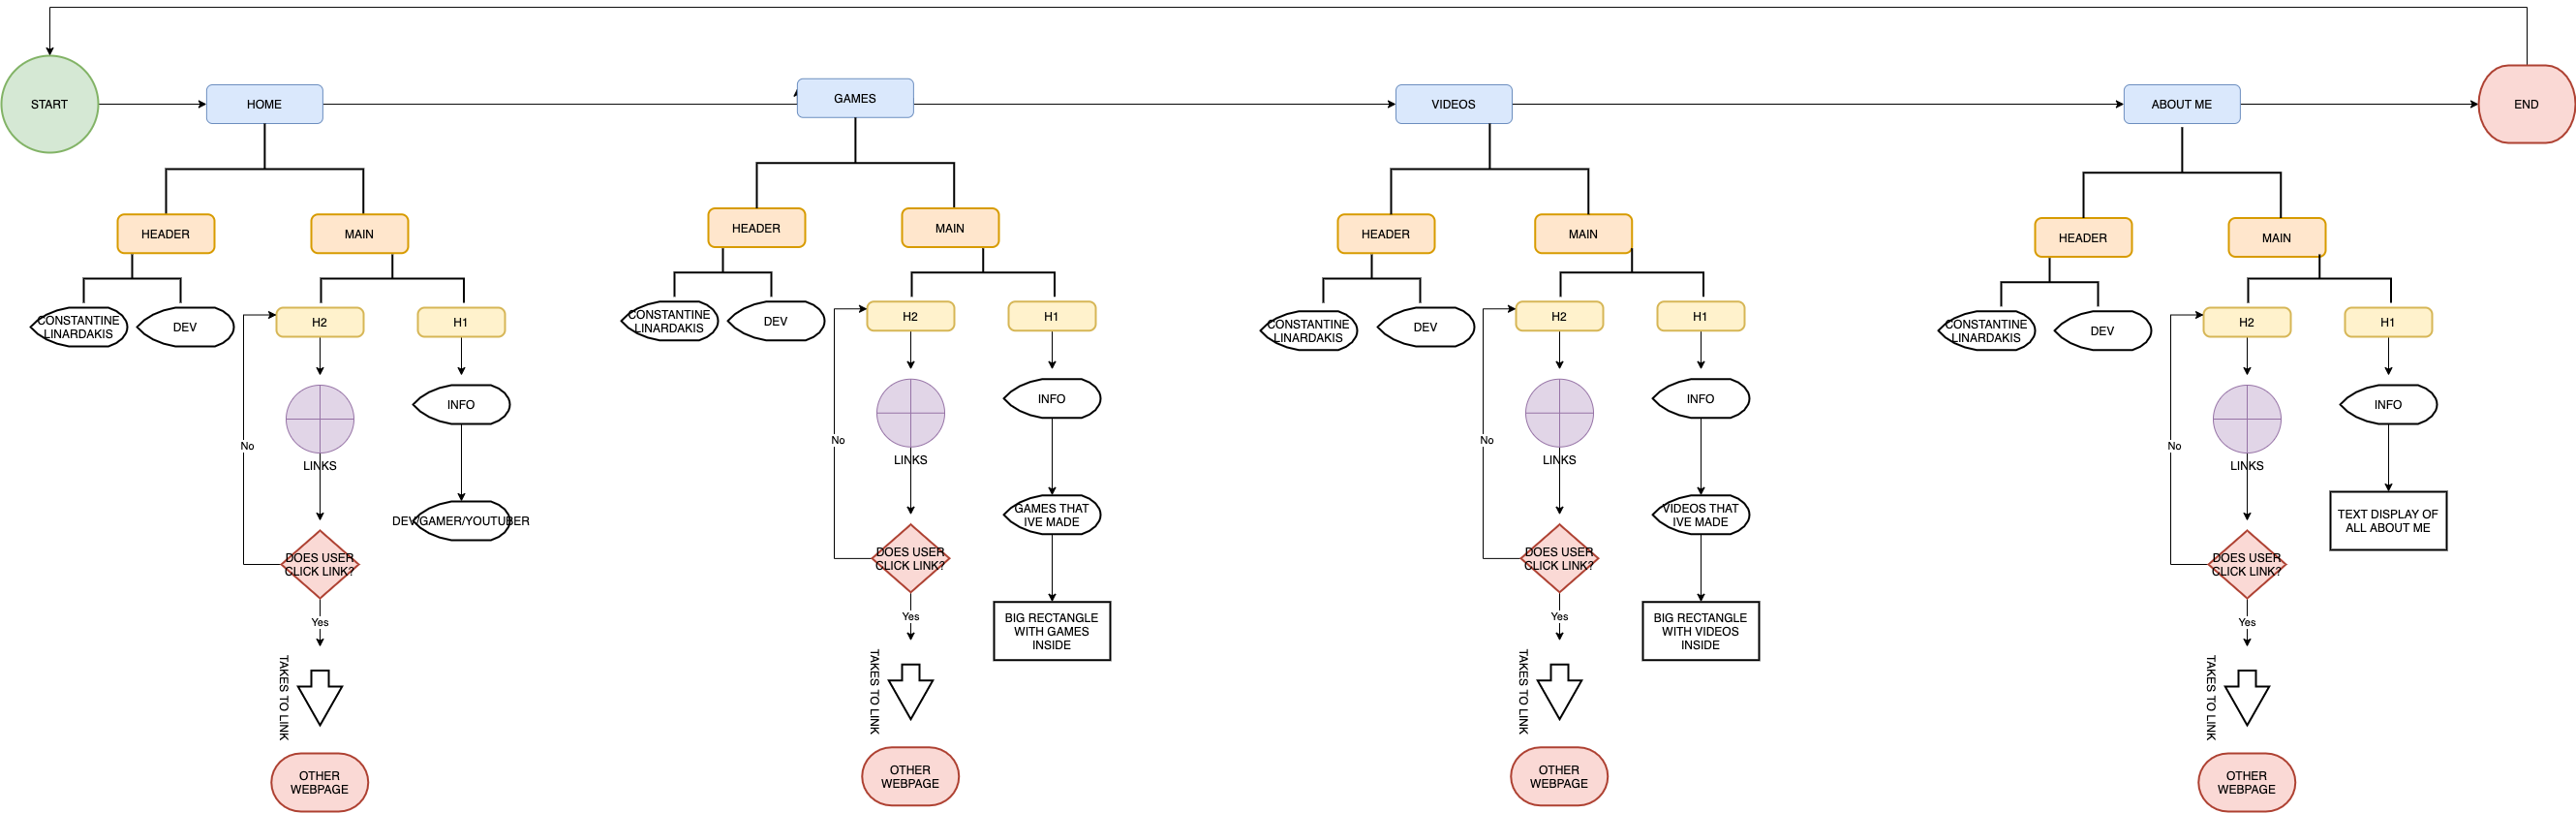 START
HOME
GAMES
VIDEOS
ABOUT ME
END
HEADER
MAIN
CONSTANTINE
LINARDAKIS
DEV
H2
H1
INFO
No
LINKS
DEV/GAMER/YOUTUBER
DOES USER
CLICK LINK?
Yes
TAKES TO LINK
OTHER
WEBPAGE
HEADER
MAIN
CONSTANTINE
LINARDAKIS
DEV
H2
H1
INFO
No
LINKS
GAMES THAT
IVE MADE
DOES USER
CLICK LINK?
Yes
BIG RECTANGLE
WITH GAMES
INSIDE
TAKES TO LINK
OTHER
WEBPAGE
HEADER
MAIN
CONSTANTINE
LINARDAKIS
DEV
H2
H1
INFO
No
LINKS
VIDEOS THAT
IVE MADE
DOES USER
CLICK LINK?
Yes
BIG RECTANGLE
WITH VIDEOS
INSIDE
TAKES TO LINK
OTHER
WEBPAGE
HEADER
MAIN
CONSTANTINE
LINARDAKIS
DEV
H2
H1
INFO
No
LINKS
TEXT DISPLAY OF
ALL ABOUT ME
DOES USER
CLICK LINK?
Yes
TAKES TO LINK
OTHER
WEBPAGE